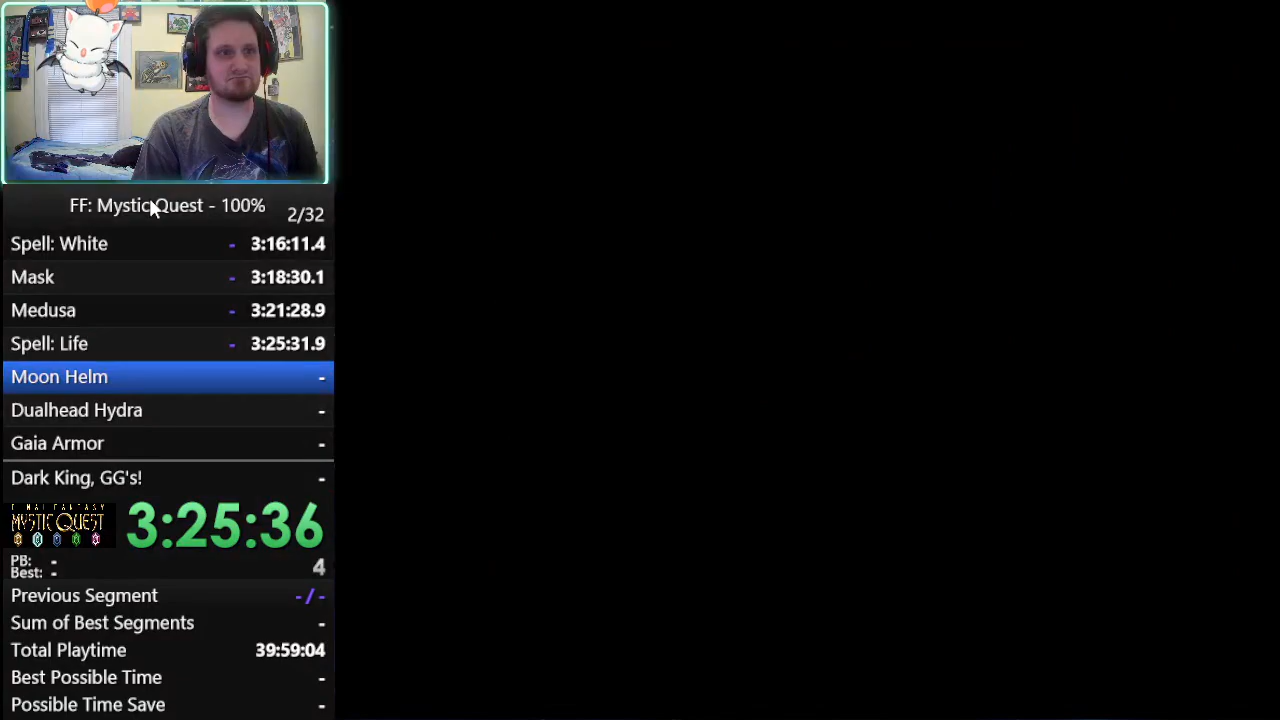 FF: MysticQuest - 100%
2/32
Spell: White - 3:16:11.4
Mask - 3:18:30.1
Medusa - 3:21:28.9
Spell: Life - 3:25:31.9
Moon Helm -
Dualhead Hydra -
Gaia Armor -
Dark King, GG's! -
FINAL FANTASY
MYSTIC QUEST
3:25:36
PB: -
Best: -
4
Previous Segment - / -
Sum of Best Segments -
Total Playtime 39:59:04
Best Possible Time -
Possible Time Save -